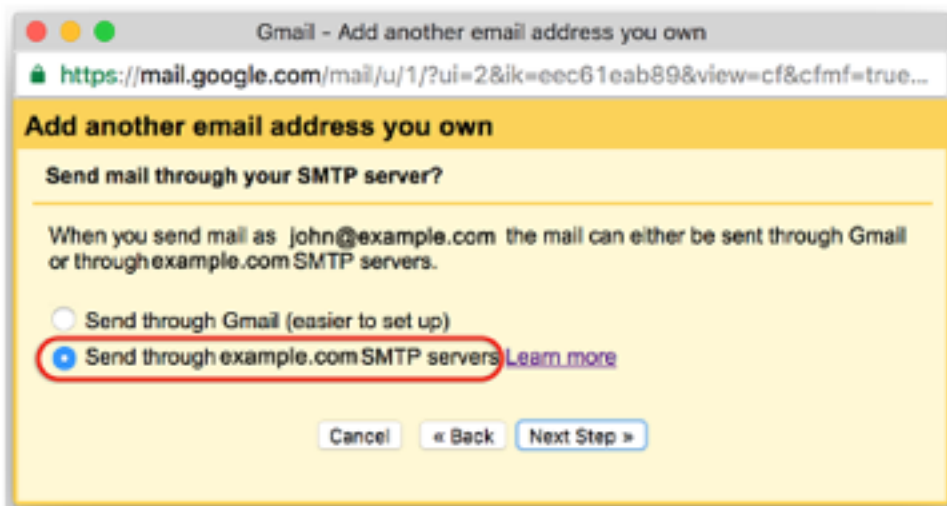 Gmail - Add another email address you own
https://mail.google.com/mail/u/1/?ui=2&ik=eec61eab89&view=cf&cfmf=true...
Add another email address you own
Send mail through your SMTP server?
When you send mail as john@example.com the mail can either be sent through Gmail
or through example.com SMTP servers.
Send through Gmail (easier to set up)
Send through example.com SMTP servers Learn more
Cancel « Back Next Step »